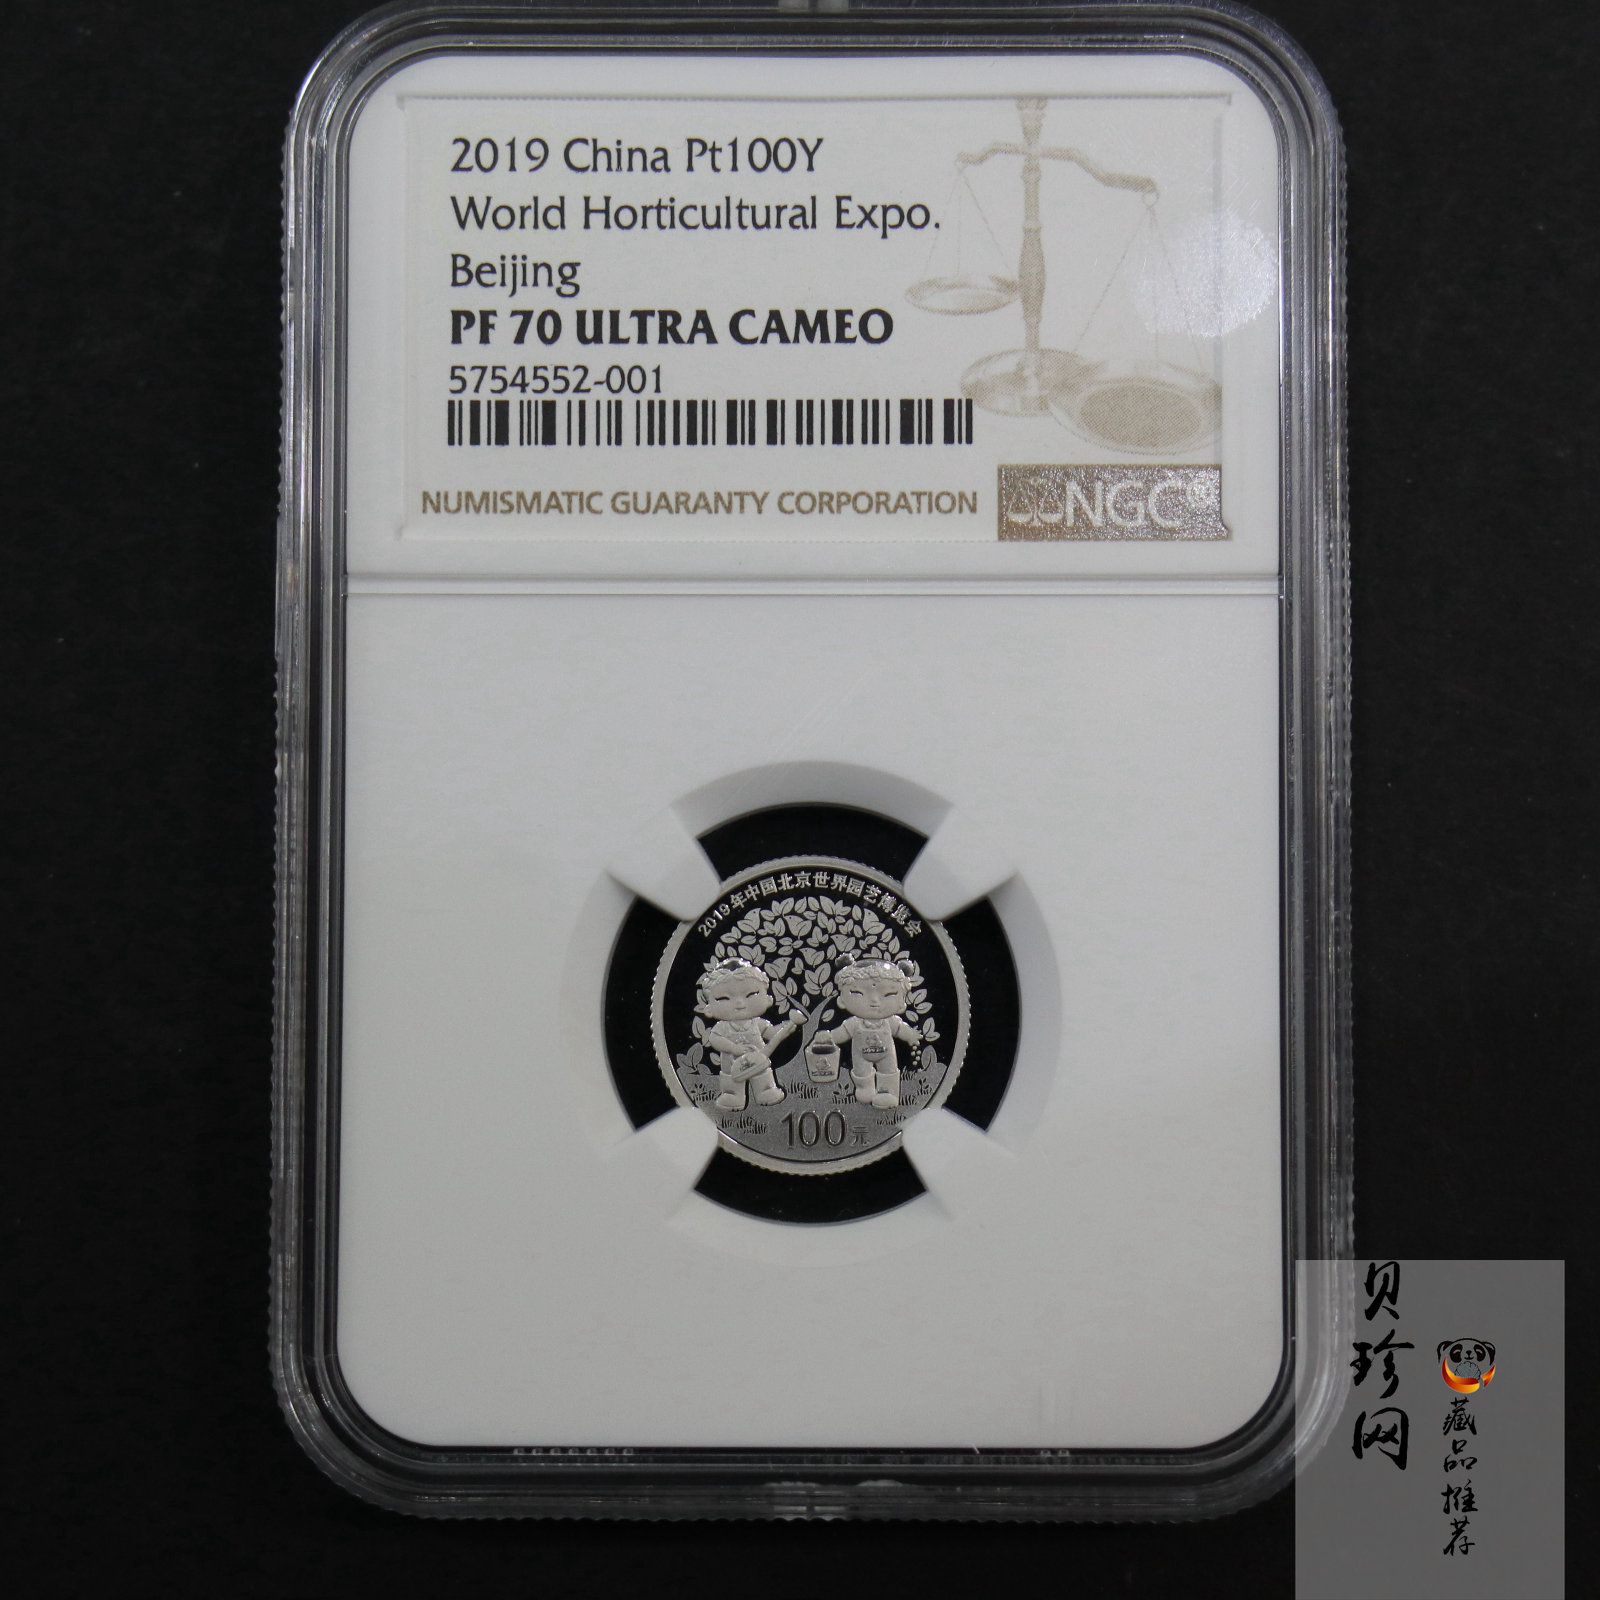 2019 China Pt100Y
World Horticultural Expo.
Beijing
PF 70 ULTRA CAMEO
5754552-001
NUMISMATIC GUARANTY CORPORATION
NGC
2019年中国北京世界园艺博览会
100元
贝珍网
藏品推荐